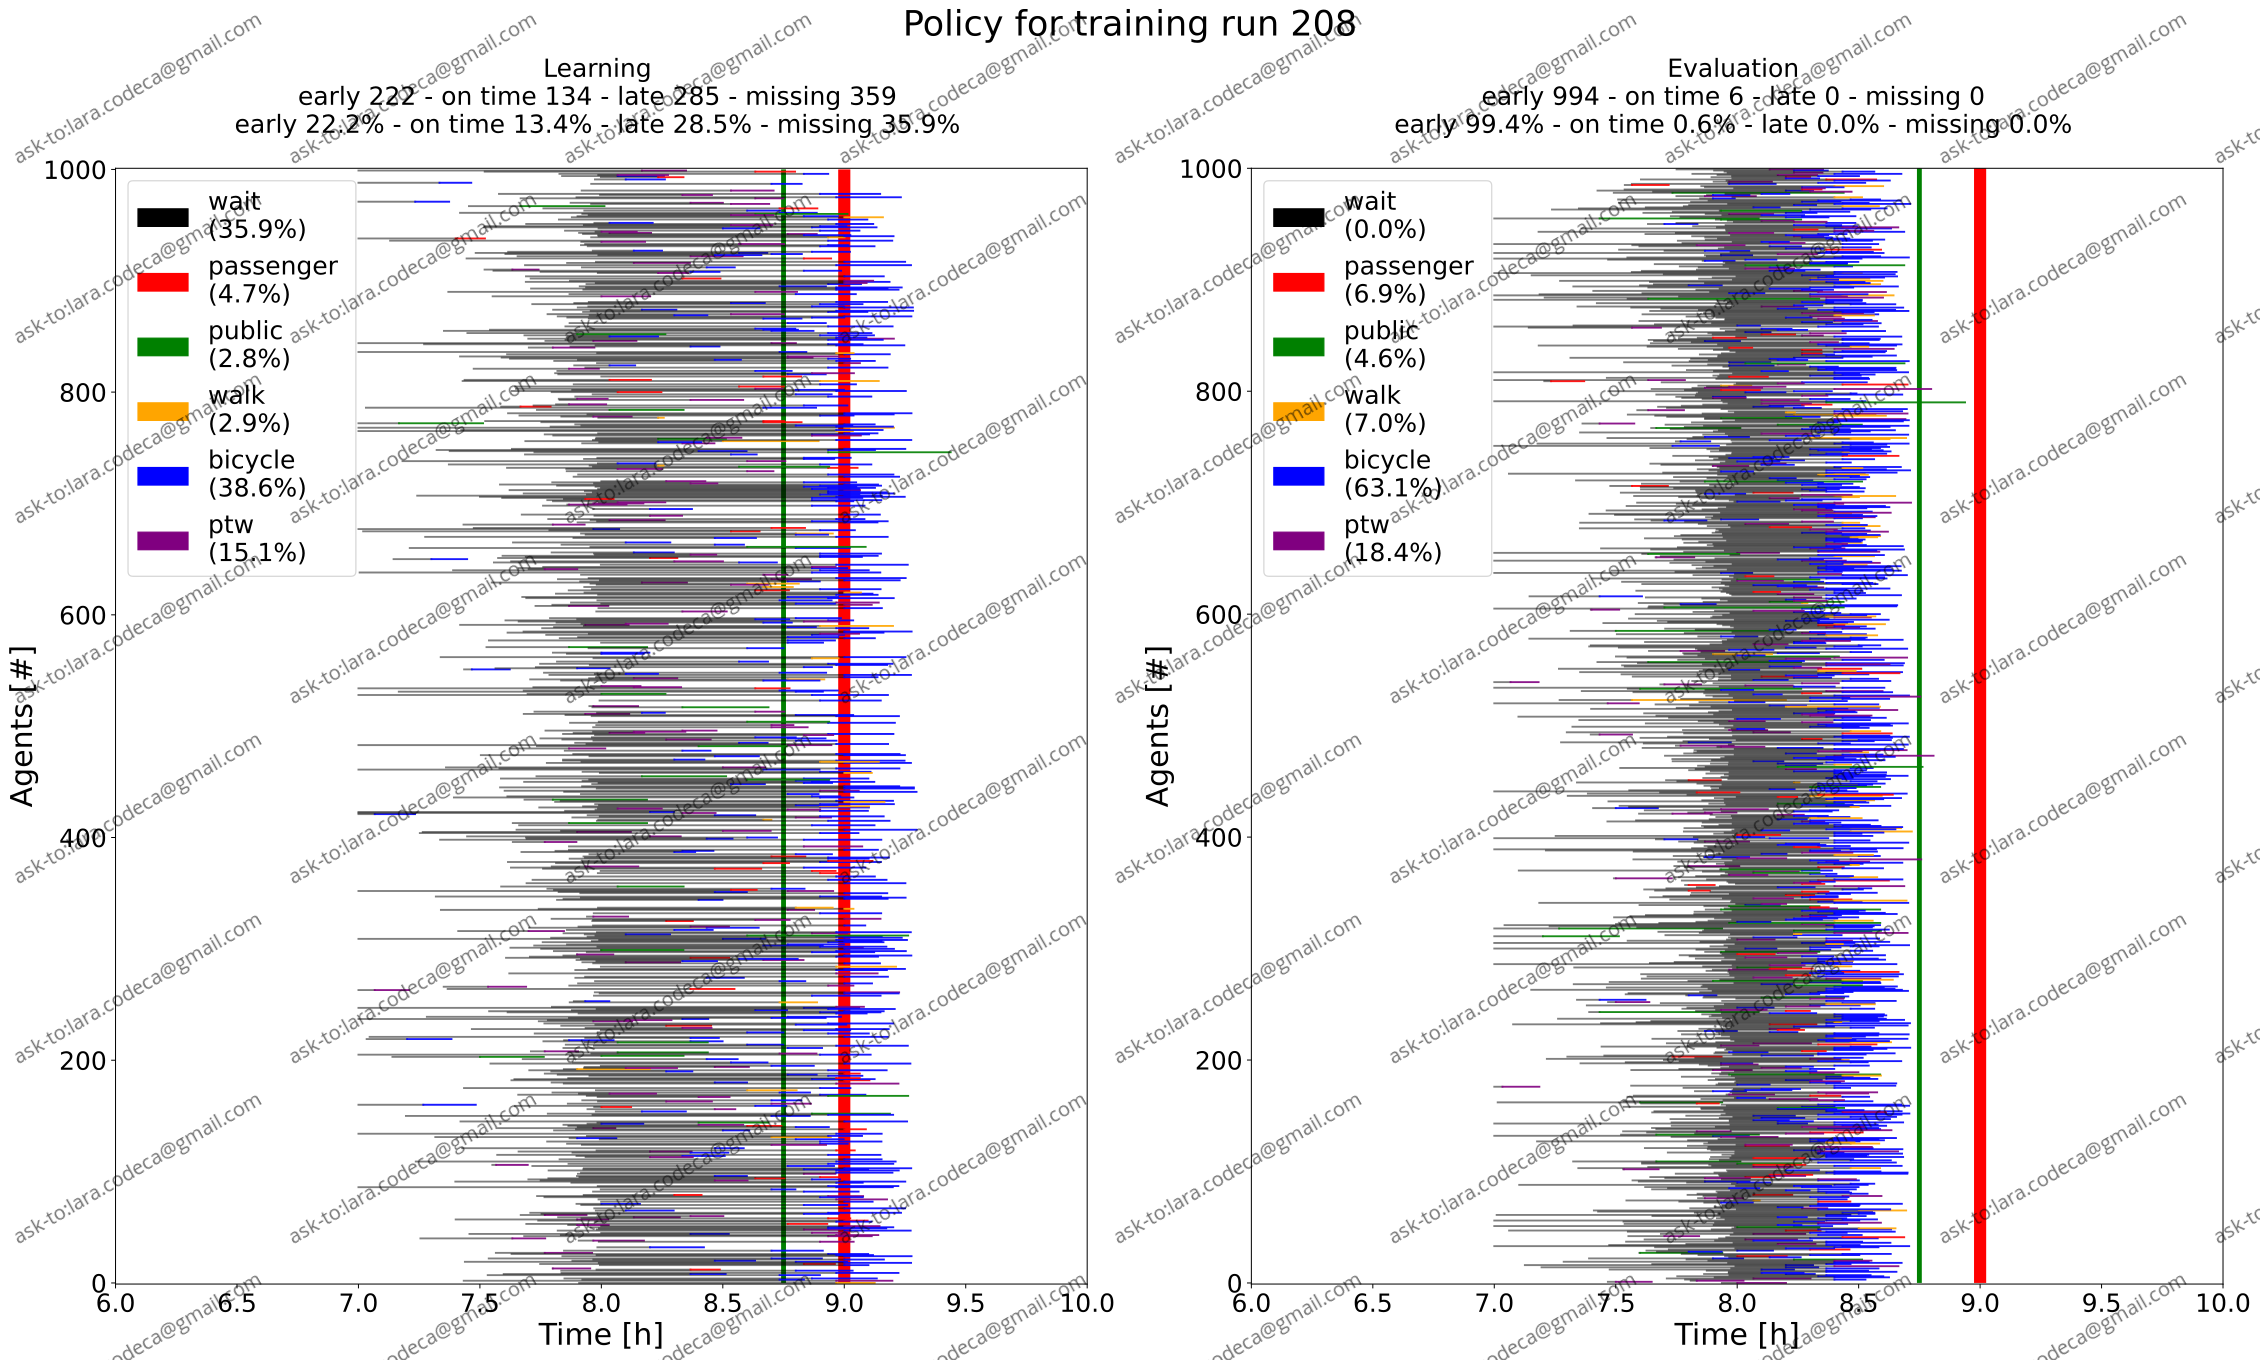 Policy for training run 208
Learning
early 222 - on time 134 - late 285 - missing 359
early 22.2% - on time 13.4% - late 28.5% - missing 35.9%
1000
800
600
400
200
0
Agents [#]
wait
(35.9%)
passenger
(4.7%)
public
(2.8%)
walk
(2.9%)
bicycle
(38.6%)
ptw
(15.1%)
6.0 6.5 7.0 7.5 8.0 8.5 9.0 9.5 10.0
Time [h]
Evaluation
early 994 - on time 6 - late 0 - missing 0
early 99.4% - on time 0.6% - late 0.0% - missing 0.0%
1000
800
600
400
200
0
Agents [#]
wait
(0.0%)
passenger
(6.9%)
public
(4.6%)
walk
(7.0%)
bicycle
(63.1%)
ptw
(18.4%)
6.0 6.5 7.0 7.5 8.0 8.5 9.0 9.5 10.0
Time [h]
ask-to:lara.codeca@gmail.com